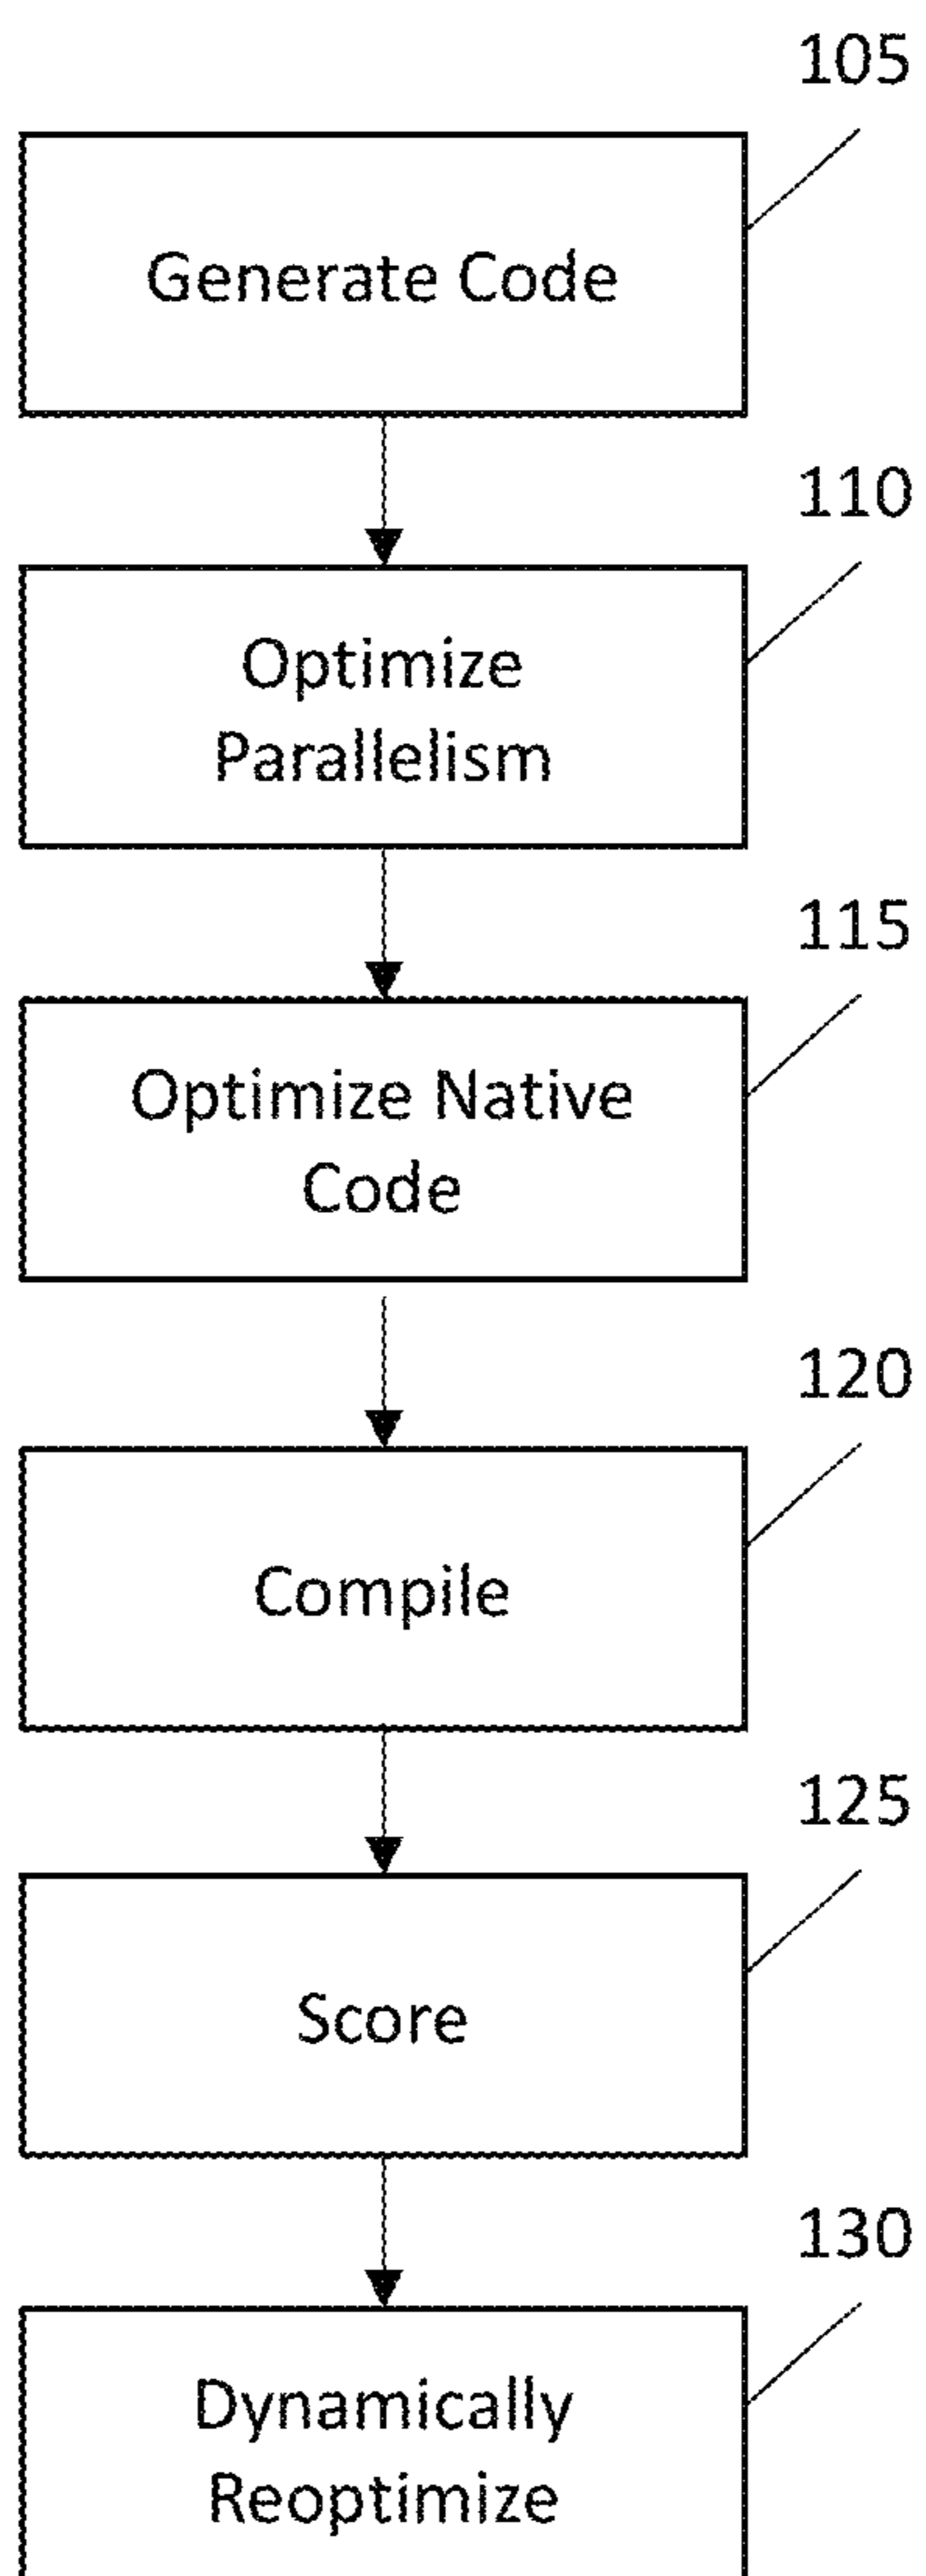 105
Generate Code
110
Optimize
Parallelism
115
Optimize Native
Code
120
Compile
125
Score
130
Dynamically
Reoptimize